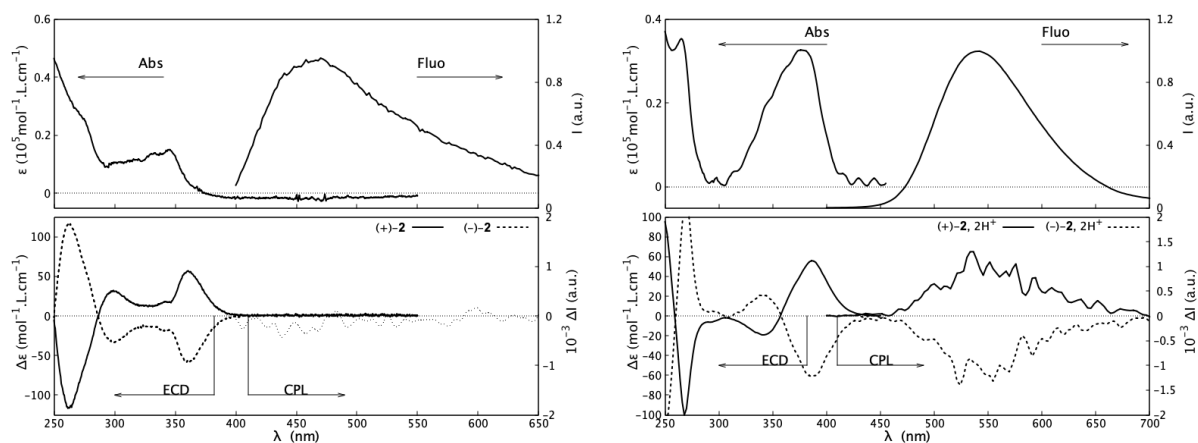 0.6
0.4
0.2
0
ε (10⁵mol⁻¹.L.cm⁻¹)
Abs
Fluo
1.2
0.8
0.4
0
I (a.u.)
100
50
0
−50
−100
Δε (mol⁻¹.L.cm⁻¹)
(+)-2
(-)-2
ECD
CPL
2
1
0
−1
−2
10⁻³ ΔI (a.u.)
250 300 350 400 450 500 550 600 650
λ (nm)
0.4
0.2
0
ε (10⁵mol⁻¹.L.cm⁻¹)
Abs
Fluo
1.2
0.8
0.4
0
I (a.u.)
100
80
60
40
20
0
−20
−40
−60
−80
−100
Δε (mol⁻¹.L.cm⁻¹)
(+)-2, 2H⁺
(-)-2, 2H⁺
ECD
CPL
2
1.5
1
0.5
0
−0.5
−1
−1.5
−2
10⁻³ ΔI (a.u.)
250 300 350 400 450 500 550 600 650 700
λ (nm)